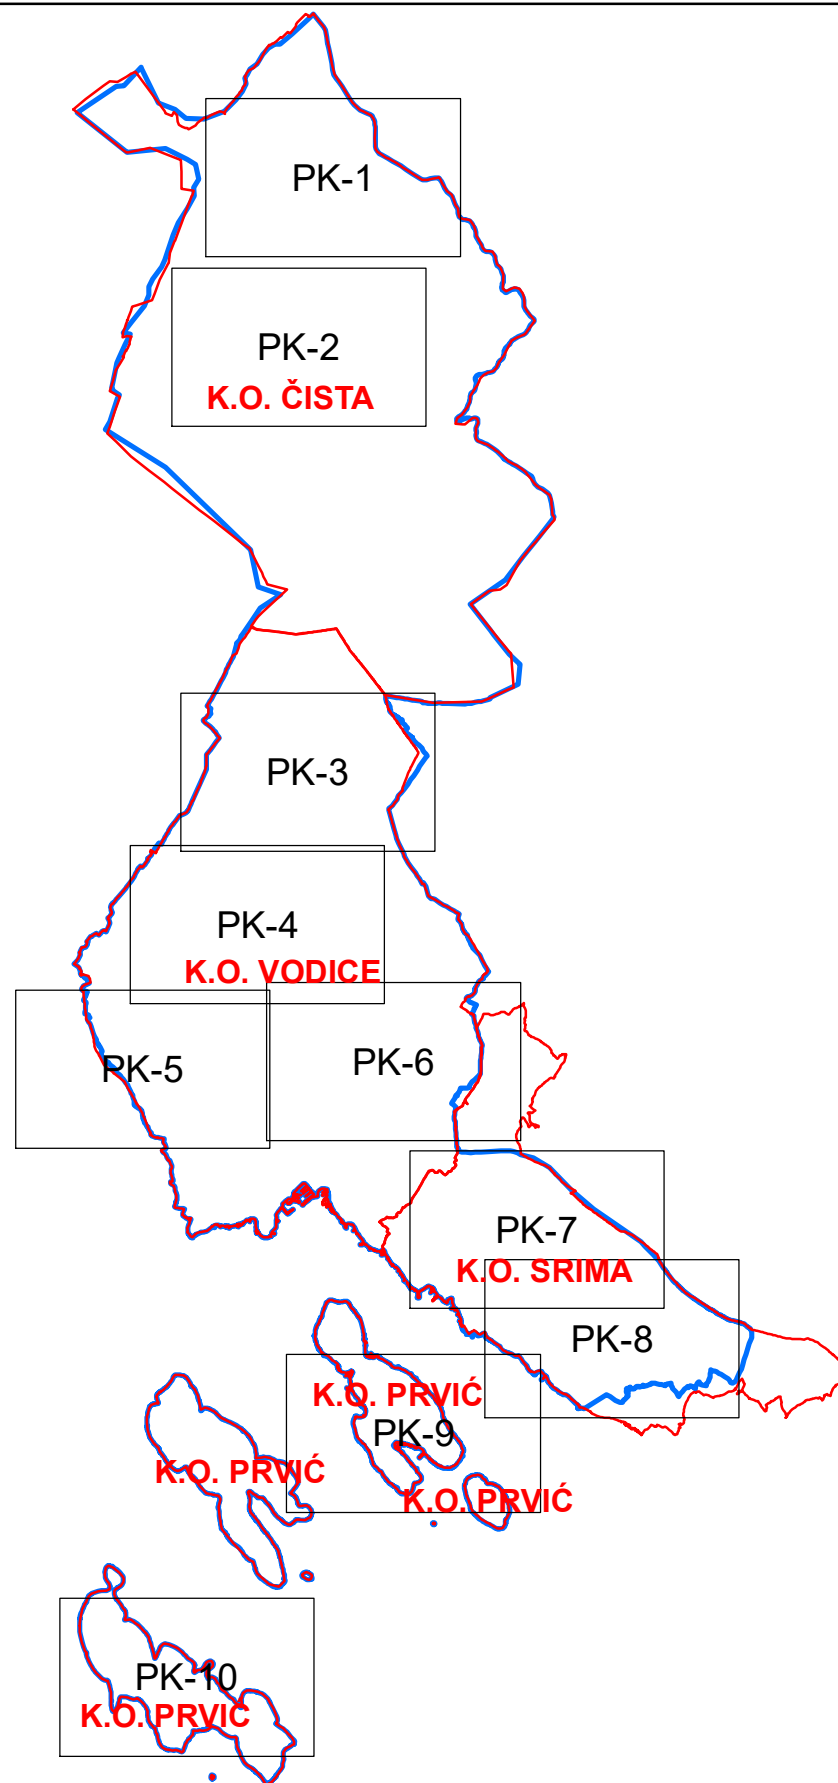 PK-1
PK-2
K.O. ČISTA
PK-3
PK-4
K.O. VODICE
PK-5
PK-6
PK-7
K.O. SRIMA
PK-8
K.O. PRVIĆ
PK-9
K.O. PRVIĆ
K.O. PRVIĆ
PK-10
K.O. PRVIĆ